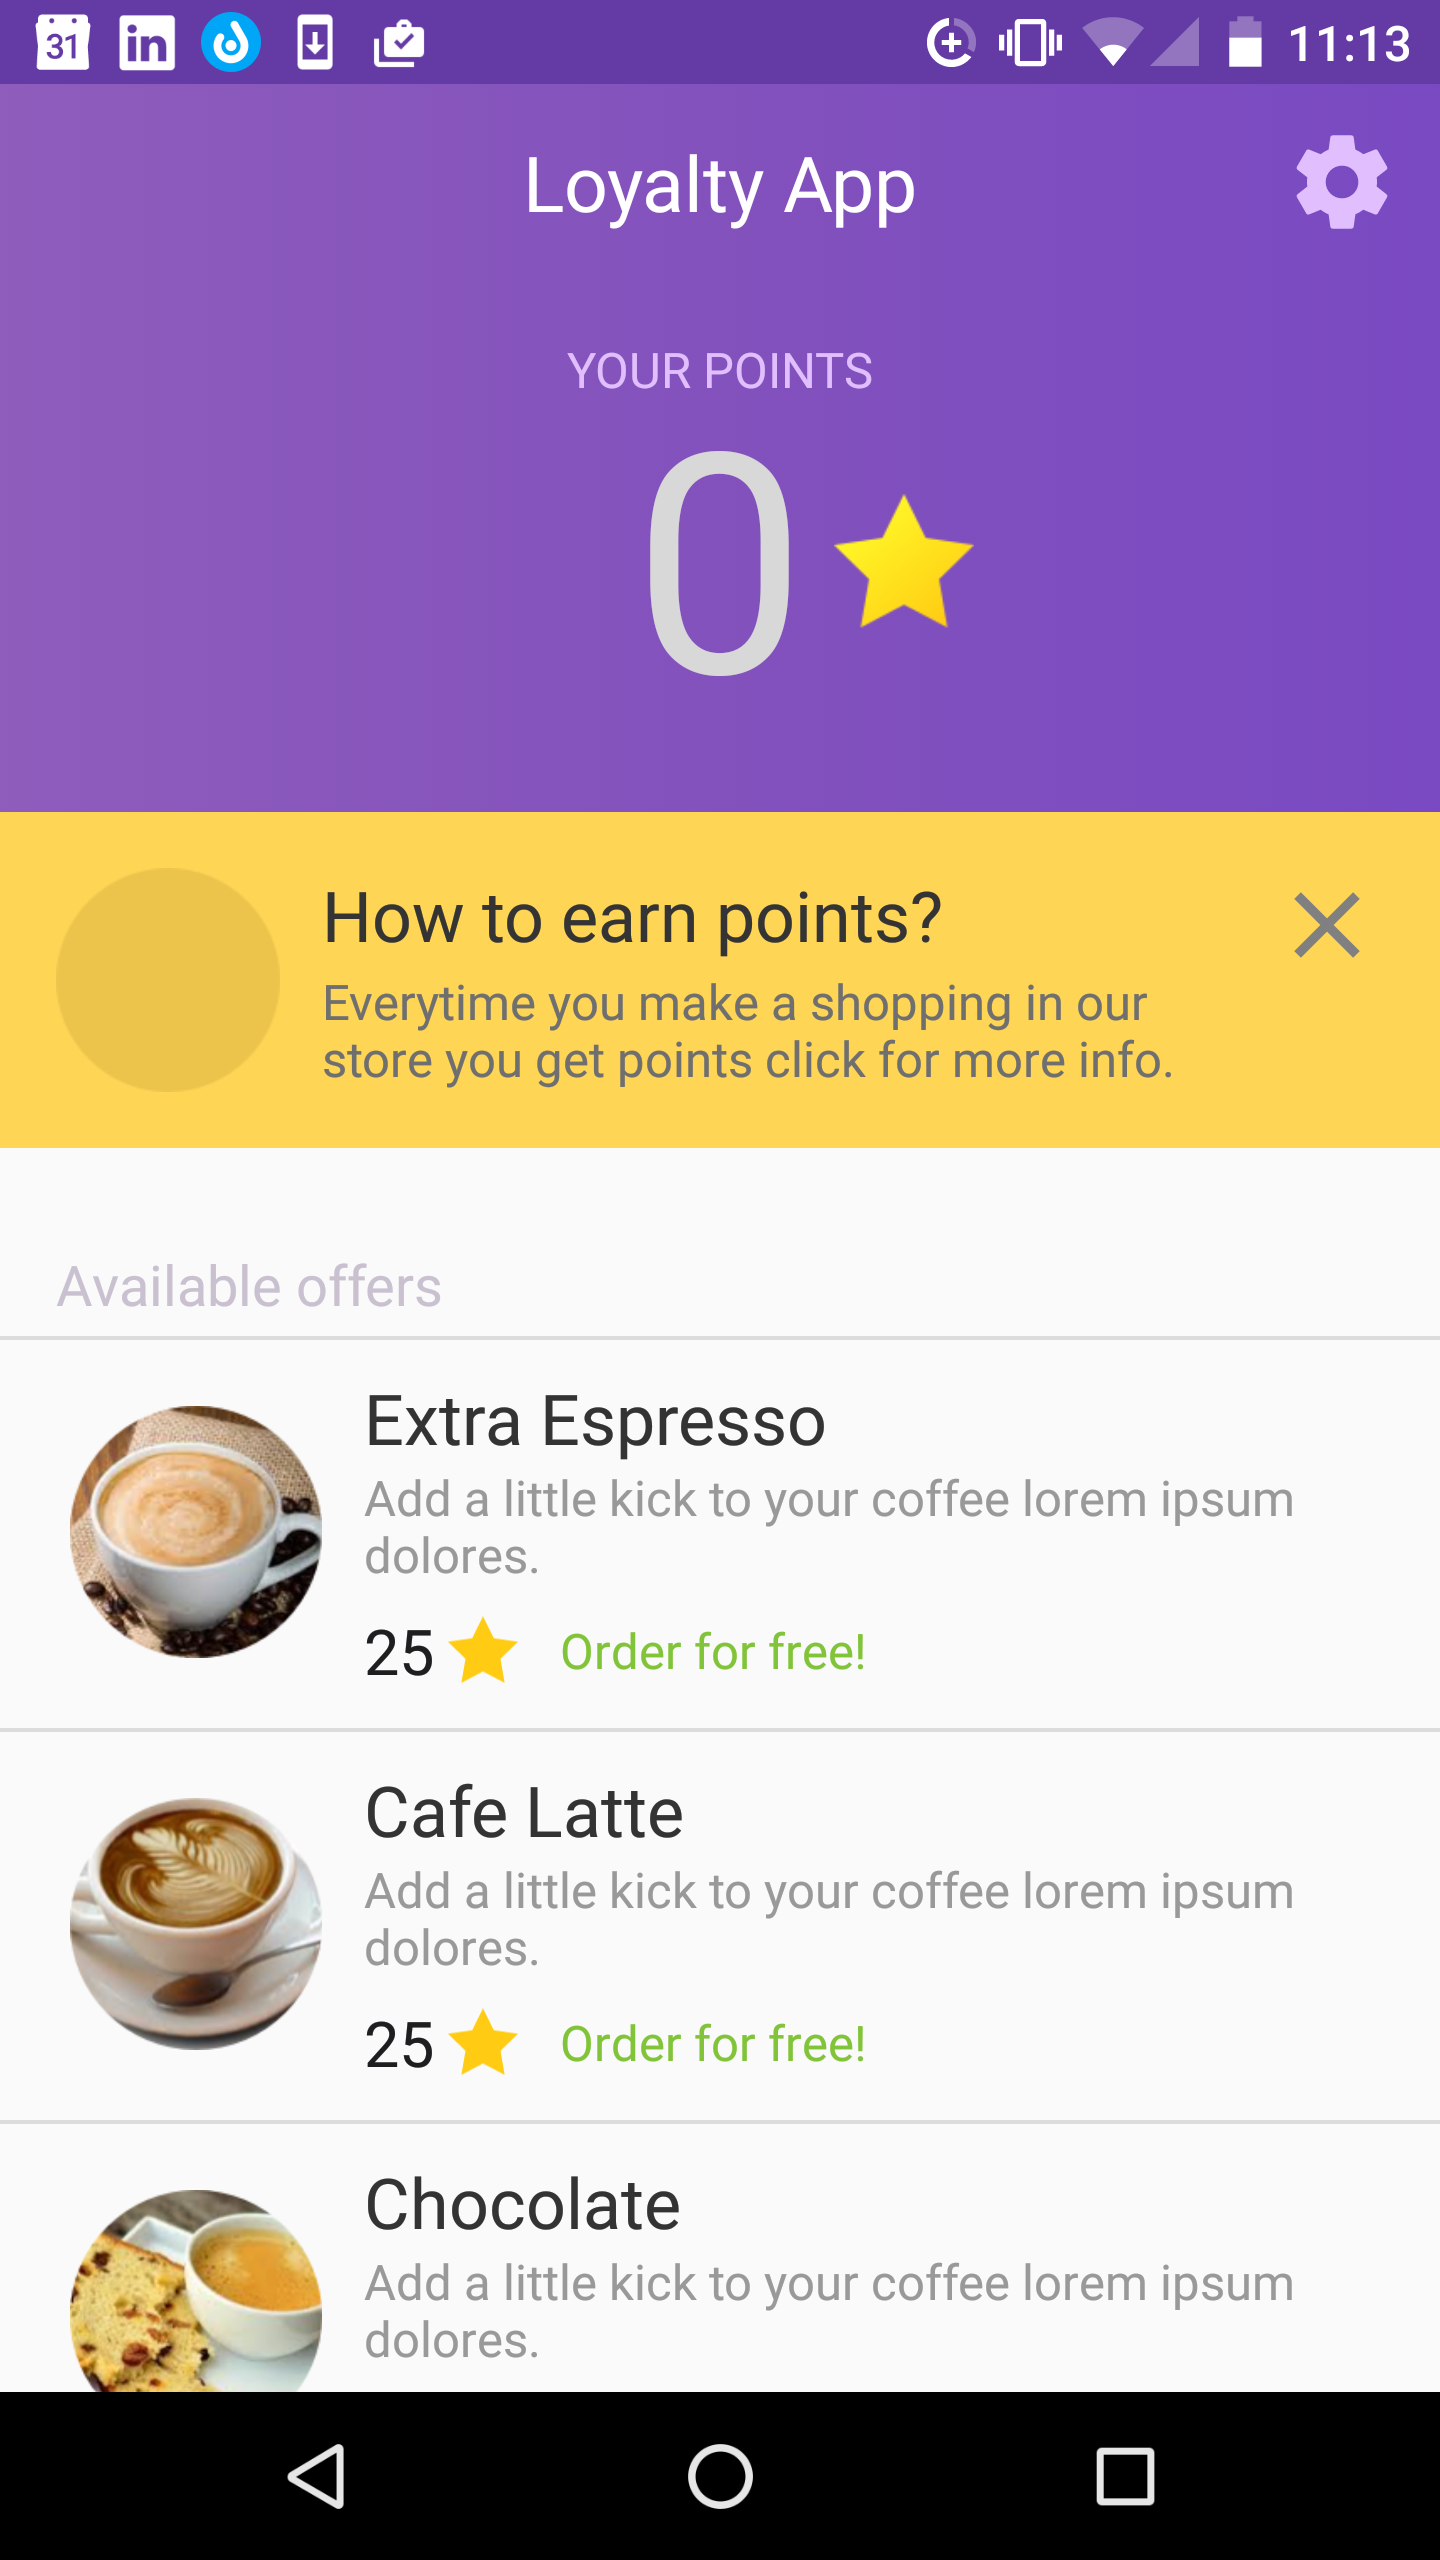 31 in 11:13
Loyalty App
YOUR POINTS
0
How to earn points?
Everytime you make a shopping in our
store you get points click for more info.
Available offers
Extra Espresso
Add a little kick to your coffee lorem ipsum
dolores.
25 Order for free!
Cafe Latte
Add a little kick to your coffee lorem ipsum
dolores.
25 Order for free!
Chocolate
Add a little kick to your coffee lorem ipsum
dolores.